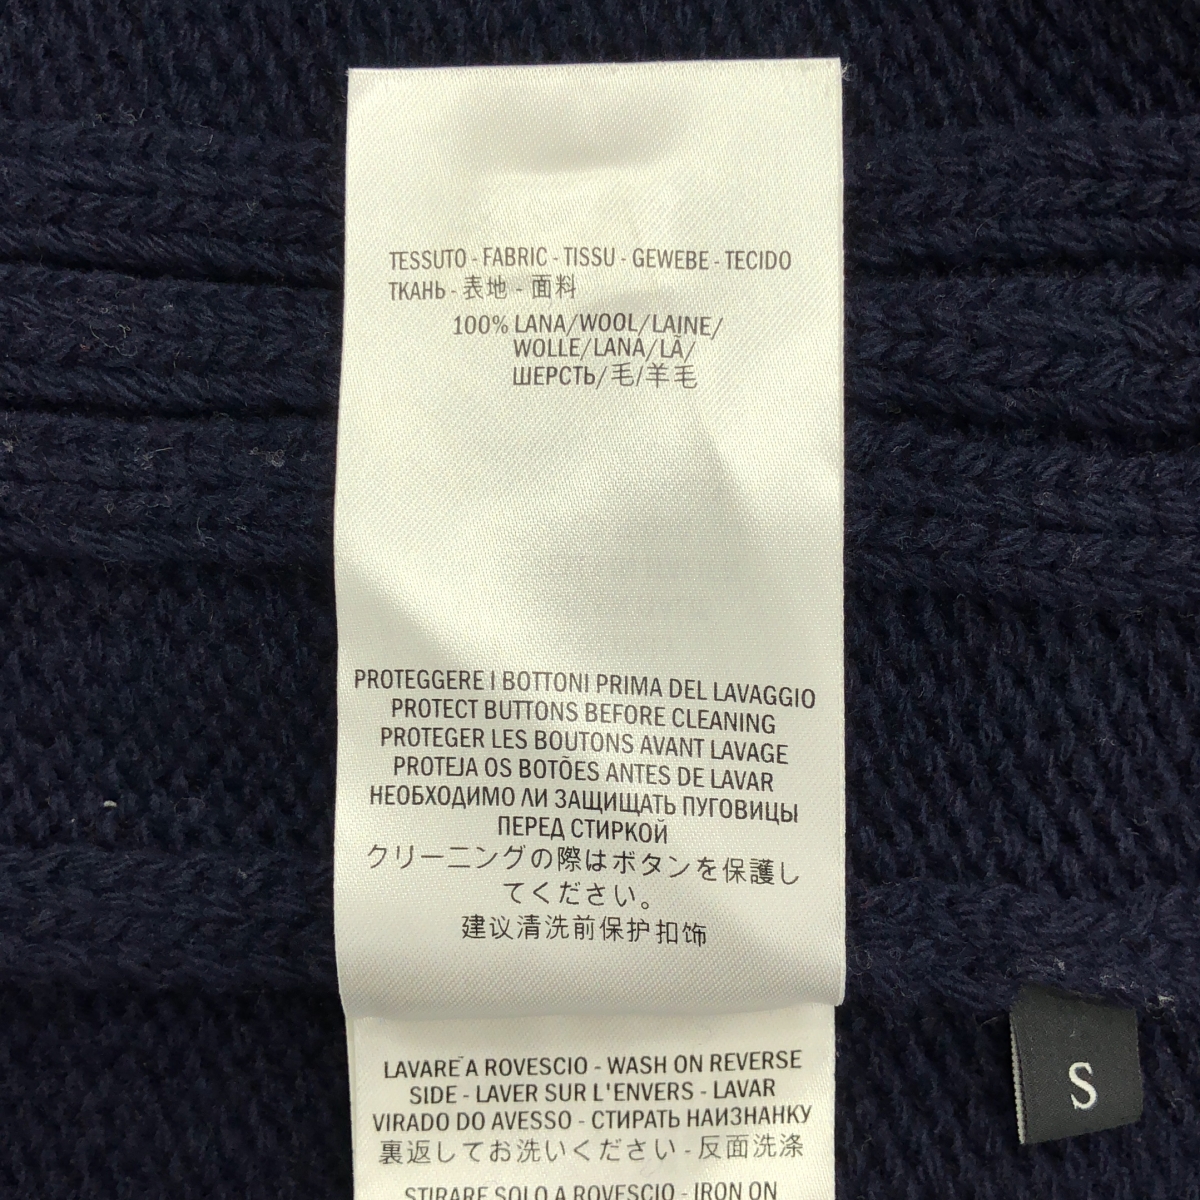 TESSUTO - FABRIC - TISSU - GEWEBE - TECIDO
ТКАНЬ - 表地 - 面料
100% LANA/WOOL/LAINE/
WOLLE/LANA/LÃ/
ШЕРСТЬ/毛/羊毛
PROTEGGERE I BOTTONI PRIMA DEL LAVAGGIO
PROTECT BUTTONS BEFORE CLEANING
PROTEGER LES BOUTONS AVANT LAVAGE
PROTEJA OS BOTÕES ANTES DE LAVAR
НЕОБХОДИМО ЛИ ЗАЩИЩАТЬ ПУГОВИЦЫ
ПЕРЕД СТИРКОЙ
クリーニングの際はボタンを保護し
てください。
建议清洗前保护扣饰
LAVARE A ROVESCIO - WASH ON REVERSE
SIDE - LAVER SUR L'ENVERS - LAVAR
VIRADO DO AVESSO - СТИРАТЬ НАИЗНАНКУ
裏返してお洗いください - 反面洗涤
STIRARE SOLO A ROVESCIO - IRON ON
S